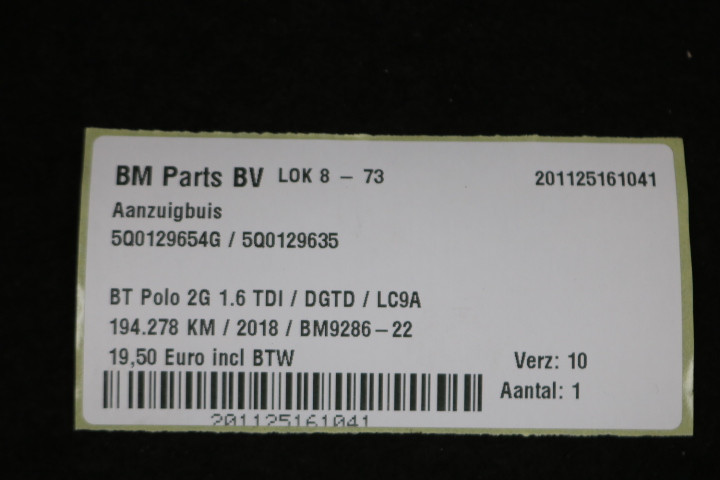 BM Parts BV LOK 8 – 73 201125161041
Aanzuigbuis
5Q0129654G / 5Q0129635
BT Polo 2G 1.6 TDI / DGTD / LC9A
194.278 KM / 2018 / BM9286–22
19,50 Euro incl BTW Verz: 10
Aantal: 1
201125161041